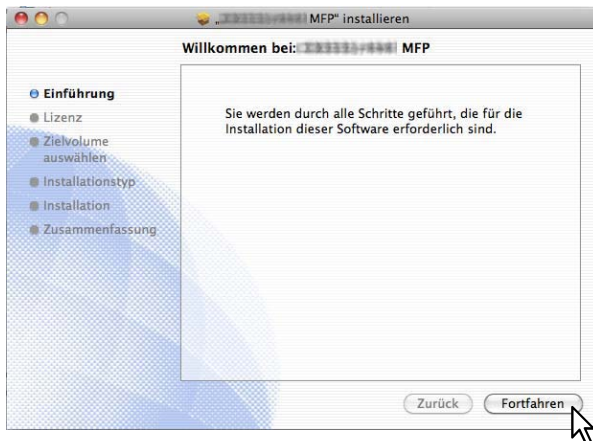 „ MFP“ installieren
Willkommen bei: MFP
Einführung
Lizenz
Zielvolume
auswählen
Installationstyp
Installation
Zusammenfassung
Sie werden durch alle Schritte geführt, die für die
Installation dieser Software erforderlich sind.
Zurück
Fortfahren